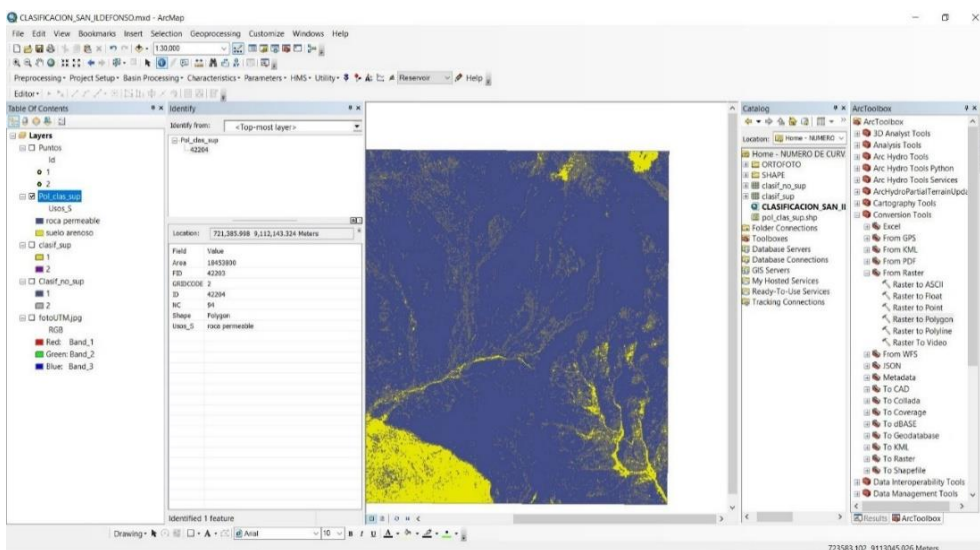 CLASIFICACION_SAN_ILDEFONSO.mxd - ArcMap
File Edit View Bookmarks Insert Selection Geoprocessing Customize Windows Help
1:30,000
Preprocessing Project Setup Basin Processing Characteristics Parameters HMS Utility Reservoir Help
Editor
Table Of Contents
Layers
Puntos
Id
1
2
Pol_clas_sup
Usos_S
roca permeable
suelo arenoso
clasif_sup
1
2
Clasif_no_sup
1
2
fotoUTM.jpg
RGB
Red: Band_1
Green: Band_2
Blue: Band_3
Identify
Identify from: <Top-most layer>
Pol_clas_sup
42204
Location: 721,385.998 9,112,143.324 Meters
Field Value
Area
FID 42203
GRIDCODE 2
ID 42204
NC 94
Shape Polygon
Usos_S roca permeable
Identified 1 feature
Catalog
Location: Home - NUMERO
Home - NUMERO DE CURV
ORTOFOTO
SHAPE
clasif_no_sup
clasif_sup
CLASIFICACION_SAN_II
pol_clas_sup.shp
Folder Connections
Toolboxes
Database Servers
Database Connections
GIS Servers
My Hosted Services
Ready-To-Use Services
Tracking Connections
ArcToolbox
ArcToolbox
3D Analyst Tools
Analysis Tools
Arc Hydro Tools
Arc Hydro Tools Python
Arc Hydro Tools Services
ArcHydroPartialTerrainUpda
Cartography Tools
Conversion Tools
Excel
From GPS
From KML
From PDF
From Raster
Raster to ASCII
Raster to Float
Raster to Point
Raster to Polygon
Raster to Polyline
Raster To Video
From WFS
JSON
Metadata
To CAD
To Collada
To Coverage
To dBASE
To Geodatabase
To KML
To Raster
To Shapefile
Data Interoperability Tools
Data Management Tools
Results ArcToolbox
Drawing Arial 10 B I U A
723583.102 9113045.026 Meters